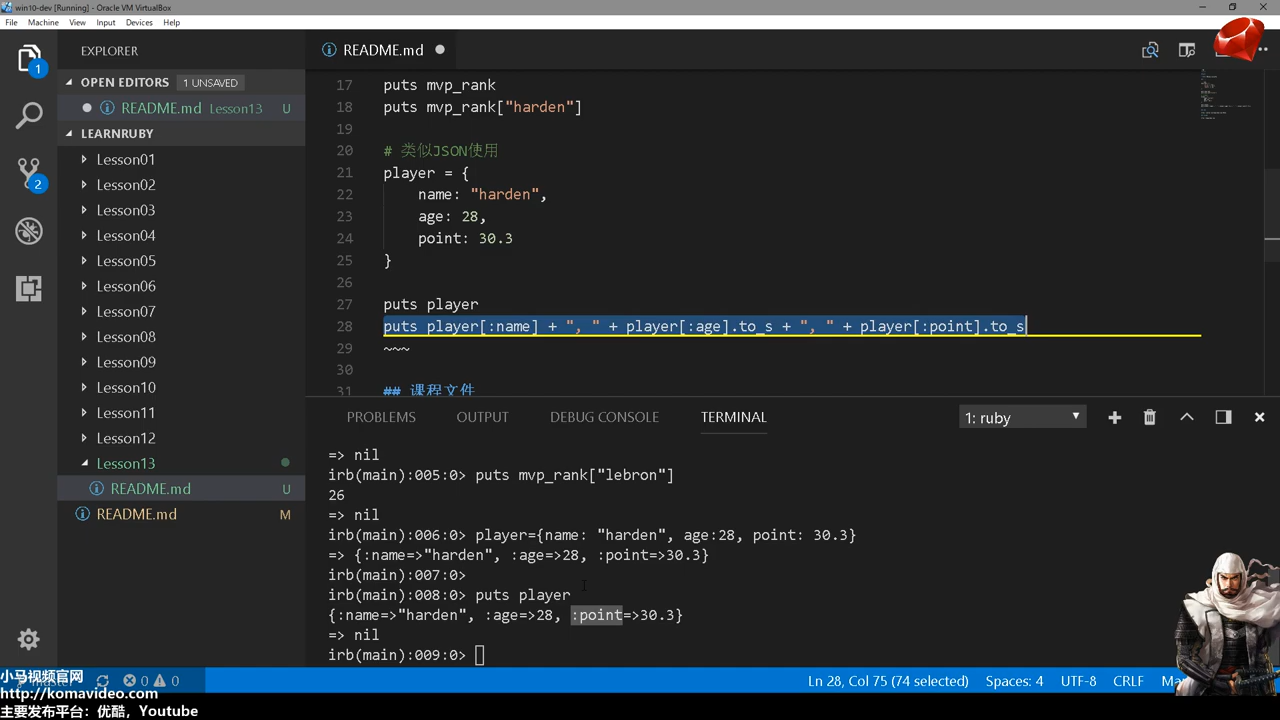 win10-dev [Running] - Oracle VM VirtualBox
File Machine View Input Devices Help
EXPLORER
OPEN EDITORS 1 UNSAVED
README.md Lesson13 U
LEARNRUBY
Lesson01
Lesson02
Lesson03
Lesson04
Lesson05
Lesson06
Lesson07
Lesson08
Lesson09
Lesson10
Lesson11
Lesson12
Lesson13
README.md U
README.md M
1
2
README.md
17 puts mvp_rank
18 puts mvp_rank["harden"]
19
20 # 类似JSON使用
21 player = {
22 name: "harden",
23 age: 28,
24 point: 30.3
25 }
26
27 puts player
28 puts player[:name] + ", " + player[:age].to_s + ", " + player[:point].to_s
29 ~~~
30
31 ## 课程文件
PROBLEMS OUTPUT DEBUG CONSOLE TERMINAL 1: ruby
=> nil
irb(main):005:0> puts mvp_rank["lebron"]
26
=> nil
irb(main):006:0> player={name: "harden", age:28, point: 30.3}
=> {:name=>"harden", :age=>28, :point=>30.3}
irb(main):007:0>
irb(main):008:0> puts player
{:name=>"harden", :age=>28, :point=>30.3}
=> nil
irb(main):009:0>
小马视频官网
http://komavideo.com
主要发布平台：优酷，Youtube
0 0
Ln 28, Col 75 (74 selected) Spaces: 4 UTF-8 CRLF